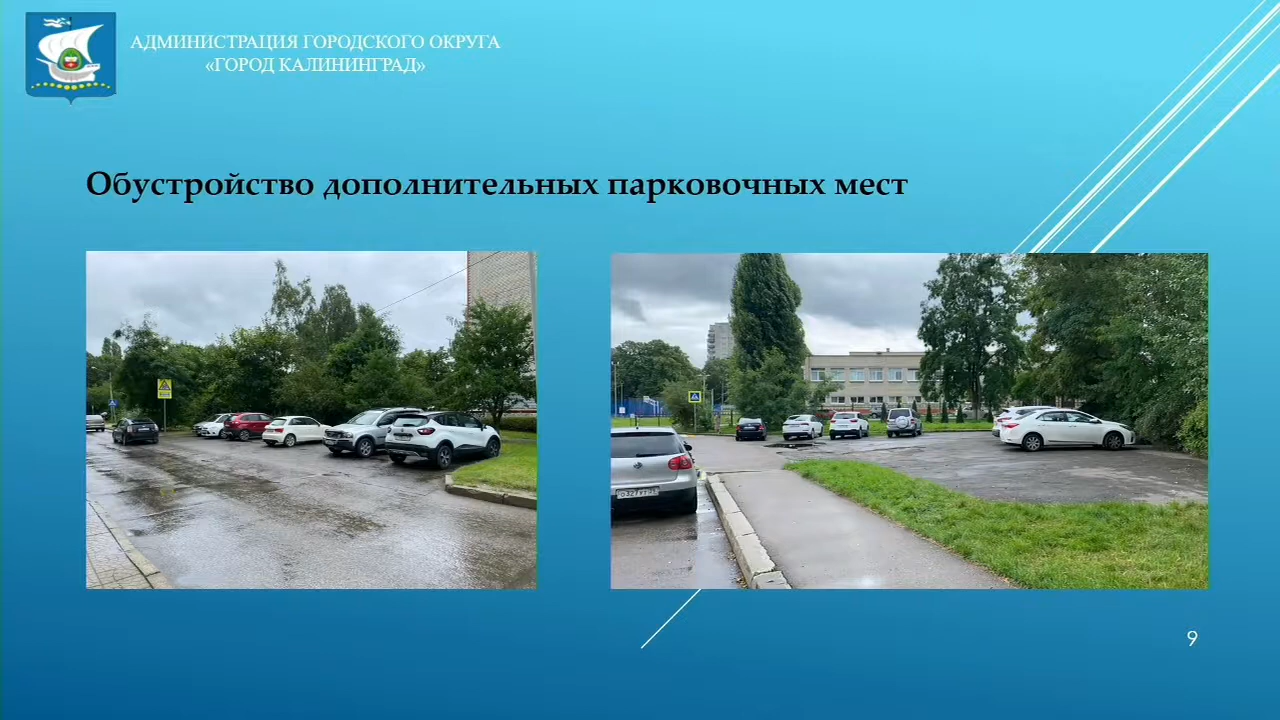 АДМИНИСТРАЦИЯ ГОРОДСКОГО ОКРУГА
«ГОРОД КАЛИНИНГРАД»
Обустройство дополнительных парковочных мест
9